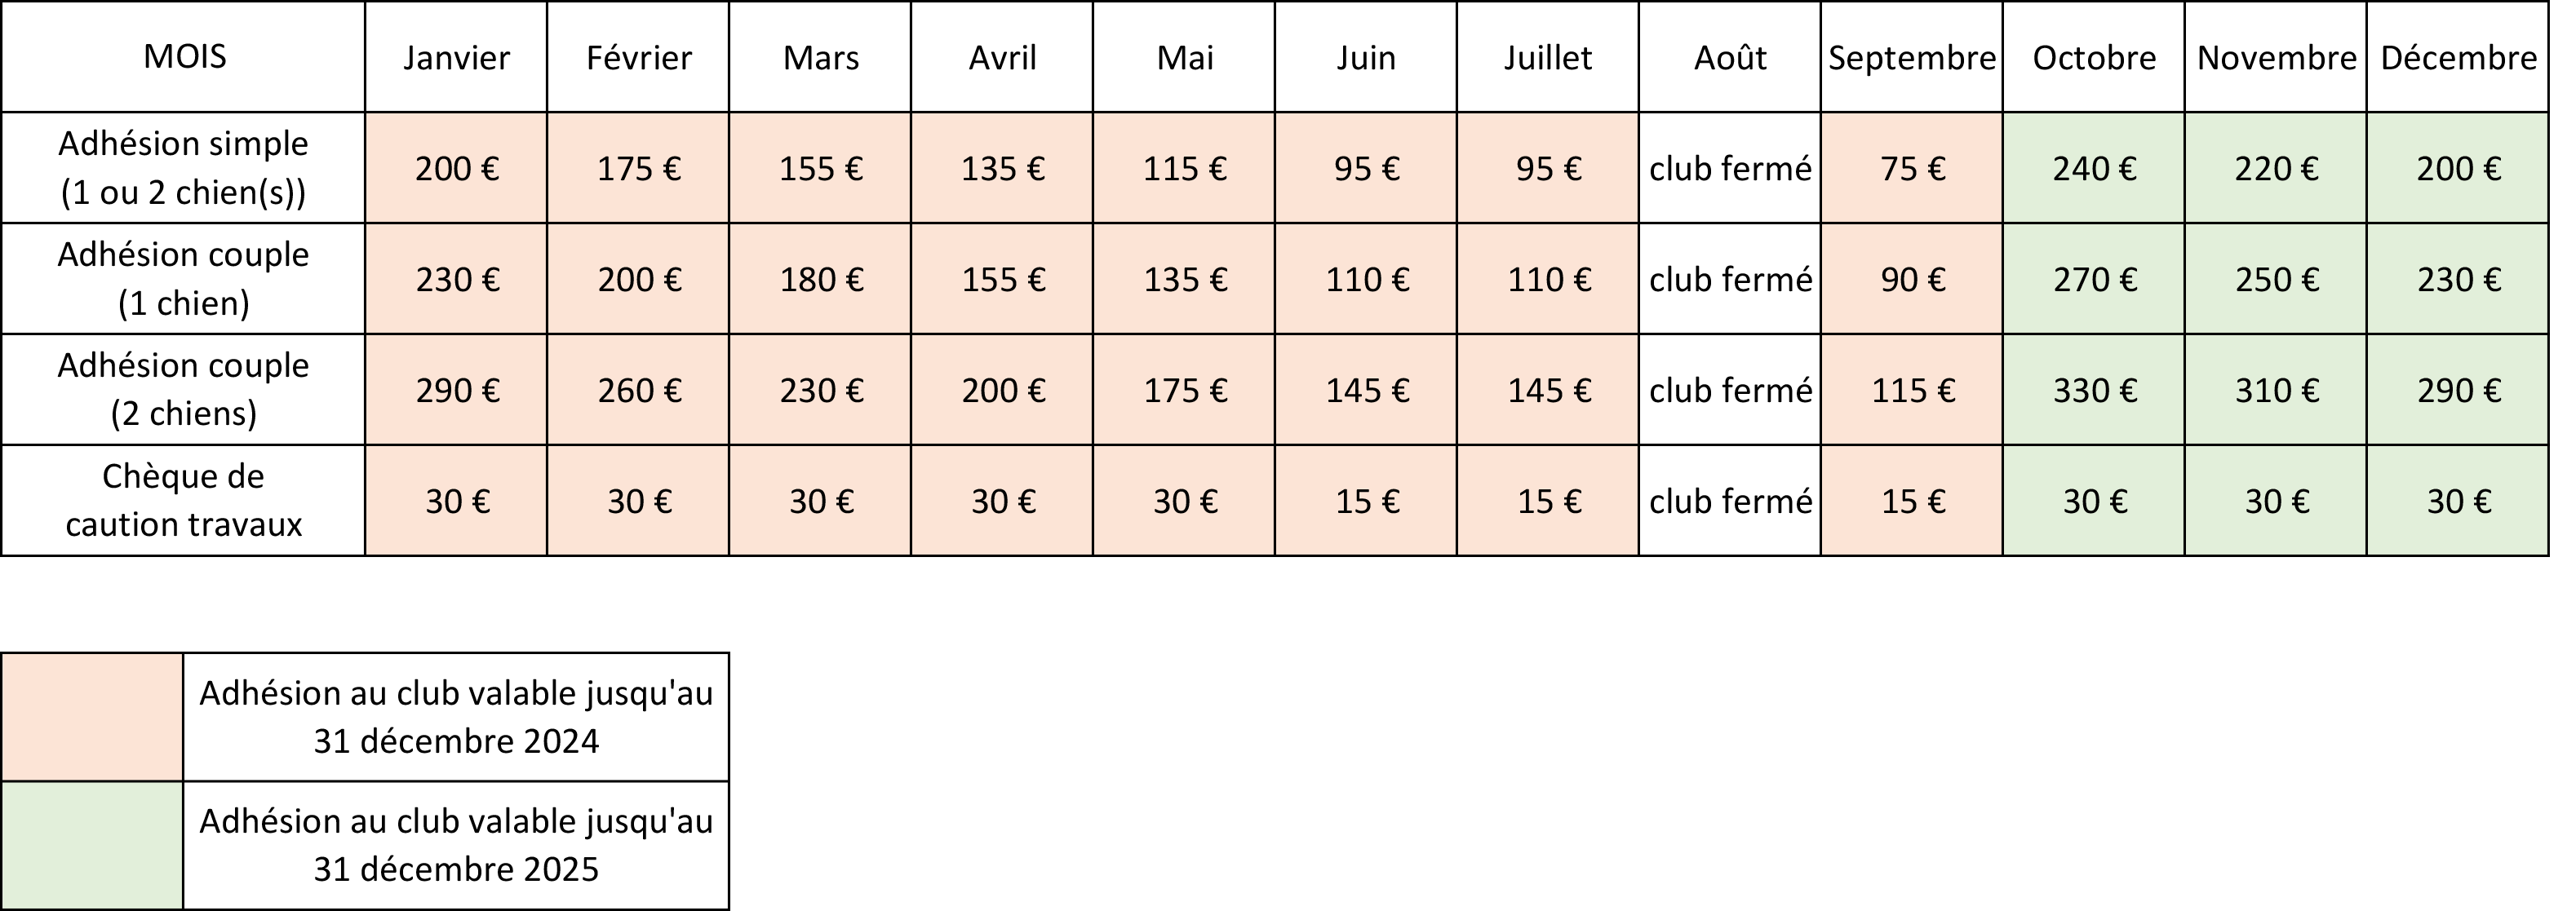 MOIS Janvier Février Mars Avril Mai Juin Juillet Août Septembre Octobre Novembre Décembre
Adhésion simple
(1 ou 2 chien(s))
200 € 175 € 155 € 135 € 115 € 95 € 95 € club fermé 75 € 240 € 220 € 200 €
Adhésion couple
(1 chien)
230 € 200 € 180 € 155 € 135 € 110 € 110 € club fermé 90 € 270 € 250 € 230 €
Adhésion couple
(2 chiens)
290 € 260 € 230 € 200 € 175 € 145 € 145 € club fermé 115 € 330 € 310 € 290 €
Chèque de
caution travaux
30 € 30 € 30 € 30 € 30 € 15 € 15 € club fermé 15 € 30 € 30 € 30 €
Adhésion au club valable jusqu'au
31 décembre 2024
Adhésion au club valable jusqu'au
31 décembre 2025